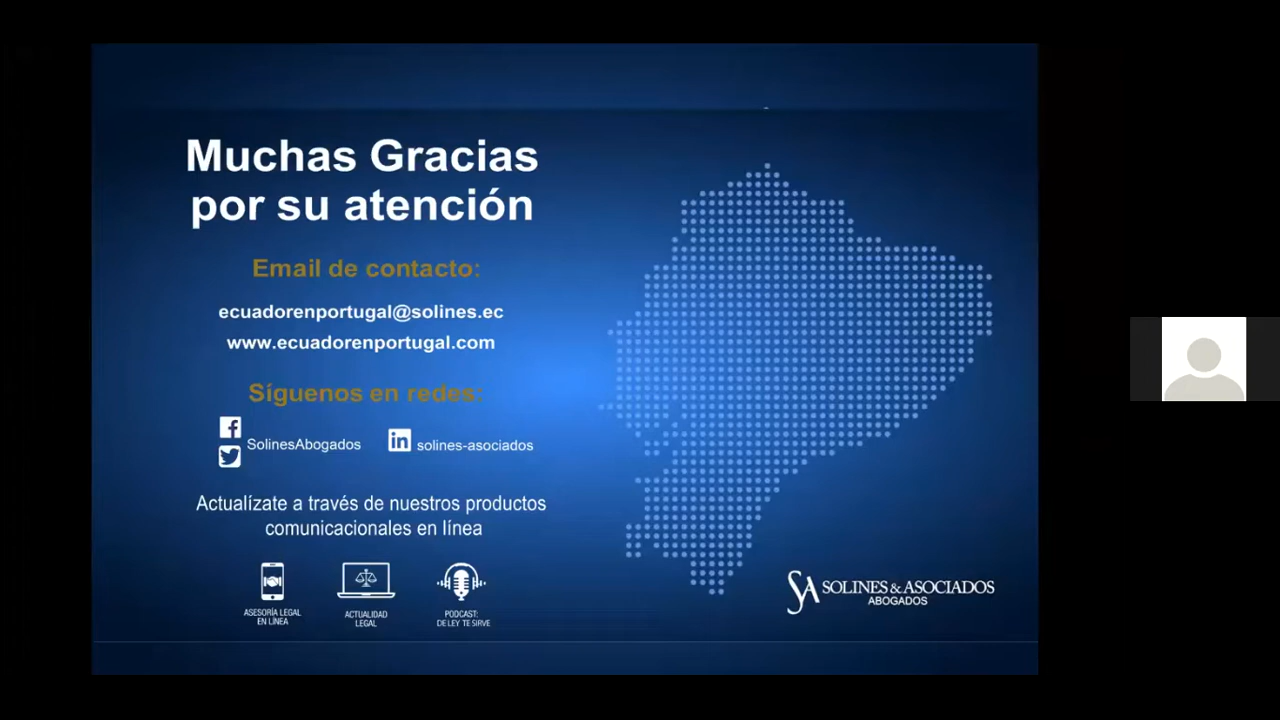 Muchas Gracias
por su atención
Email de contacto:
ecuadorenportugal@solines.ec
www.ecuadorenportugal.com
Síguenos en redes:
SolinesAbogados
solines-asociados
Actualízate a través de nuestros productos
comunicacionales en línea
ASESORÍA LEGAL
EN LÍNEA
ACTUALIDAD
LEGAL
PODCAST:
DE LEY TE SIRVE
SA SOLINES & ASOCIADOS
ABOGADOS